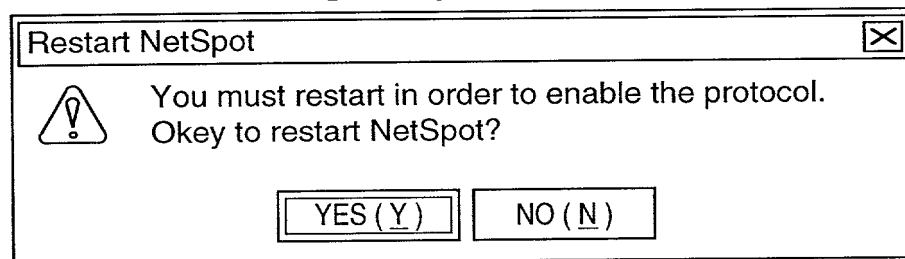 Restart NetSpot
You must restart in order to enable the protocol.
Okey to restart NetSpot?
YES ( Y )
NO ( N )